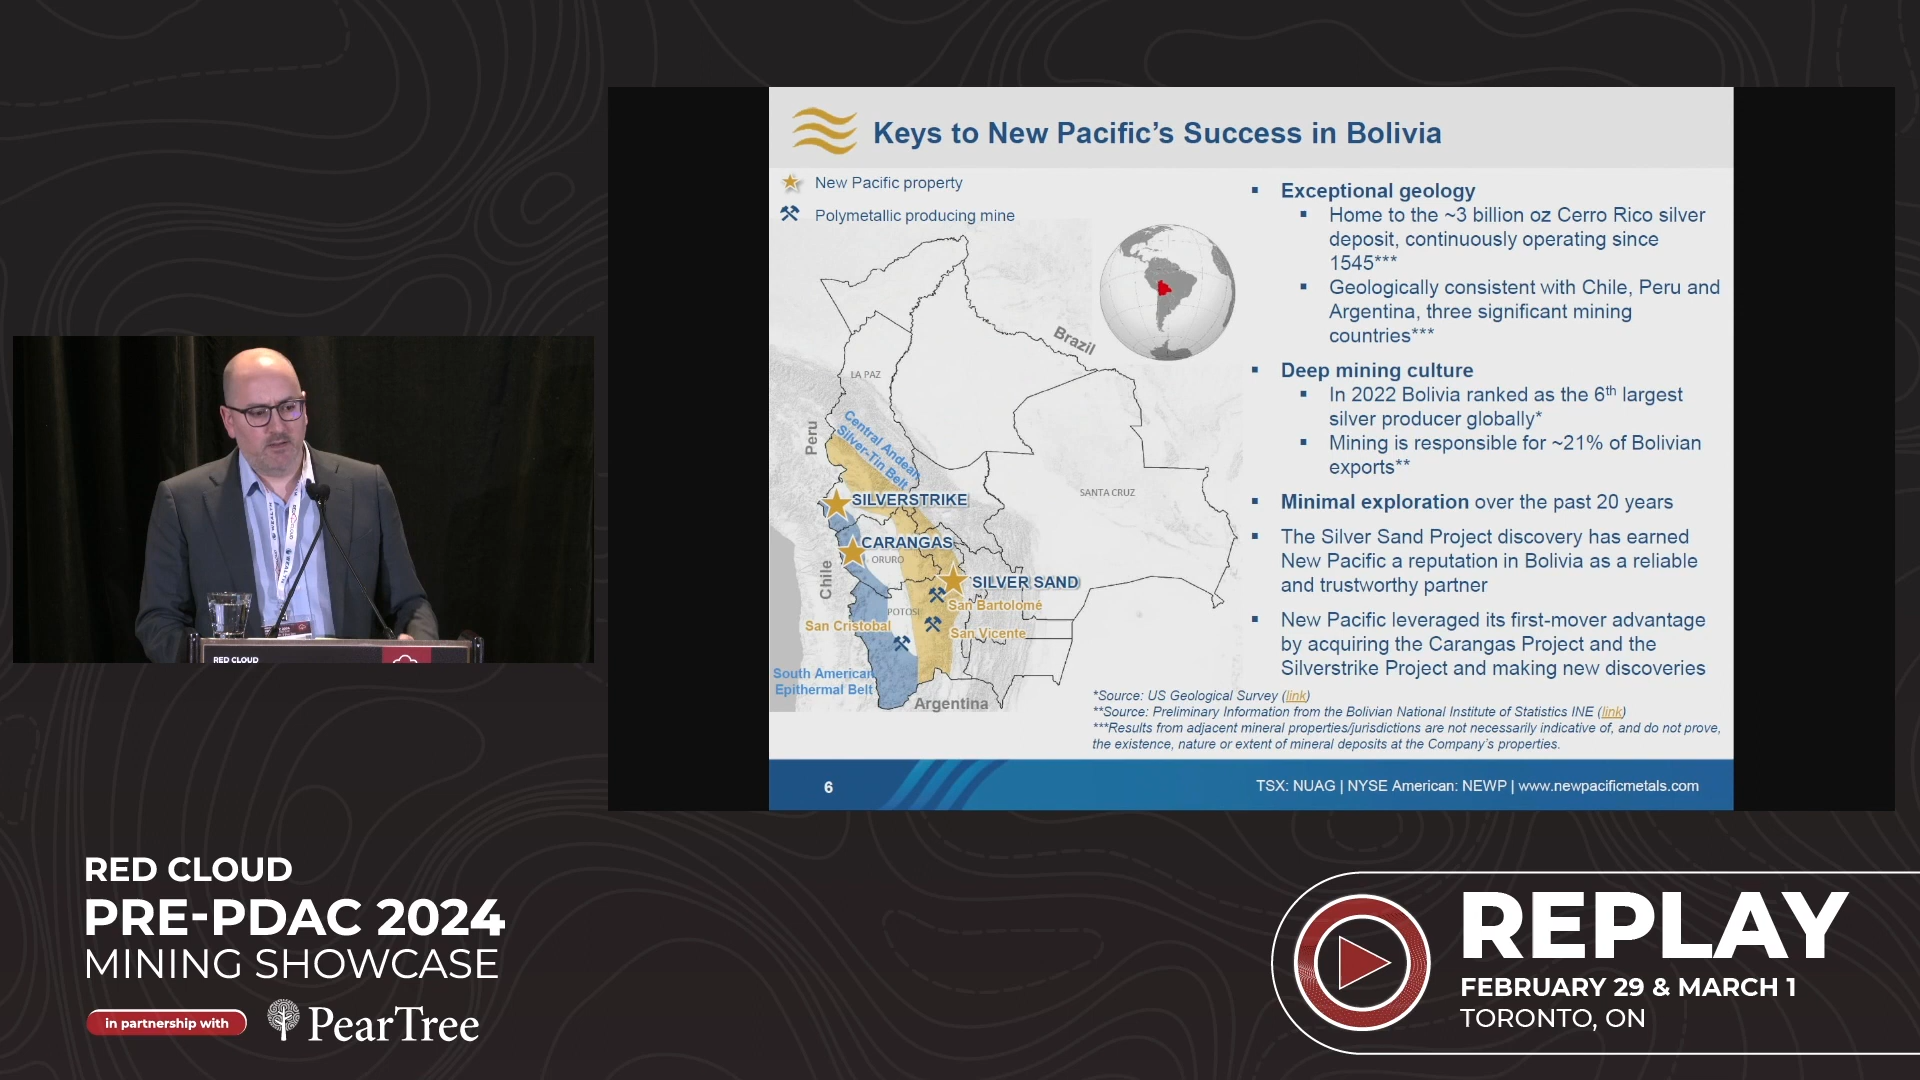 Keys to New Pacific's Success in Bolivia
New Pacific property
Polymetallic producing mine
Brazil
LA PAZ
Peru
Central Andean
Silver-Tin Belt
SANTA CRUZ
SILVERSTRIKE
CARANGAS
ORURO
Chile
SILVER SAND
San Bartolomé
POTOSI
San Cristobal
San Vicente
South American
Epithermal Belt
Argentina
▪ Exceptional geology
▪ Home to the ~3 billion oz Cerro Rico silver
deposit, continuously operating since
1545***
▪ Geologically consistent with Chile, Peru and
Argentina, three significant mining
countries***
▪ Deep mining culture
▪ In 2022 Bolivia ranked as the 6th largest
silver producer globally*
▪ Mining is responsible for ~21% of Bolivian
exports**
▪ Minimal exploration over the past 20 years
▪ The Silver Sand Project discovery has earned
New Pacific a reputation in Bolivia as a reliable
and trustworthy partner
▪ New Pacific leveraged its first-mover advantage
by acquiring the Carangas Project and the
Silverstrike Project and making new discoveries
*Source: US Geological Survey (link)
**Source: Preliminary Information from the Bolivian National Institute of Statistics INE (link)
***Results from adjacent mineral properties/jurisdictions are not necessarily indicative of, and do not prove,
the existence, nature or extent of mineral deposits at the Company's properties.
6
TSX: NUAG | NYSE American: NEWP | www.newpacificmetals.com
RED CLOUD
RED CLOUD
PRE-PDAC 2024
MINING SHOWCASE
in partnership with
PearTree
REPLAY
FEBRUARY 29 & MARCH 1
TORONTO, ON